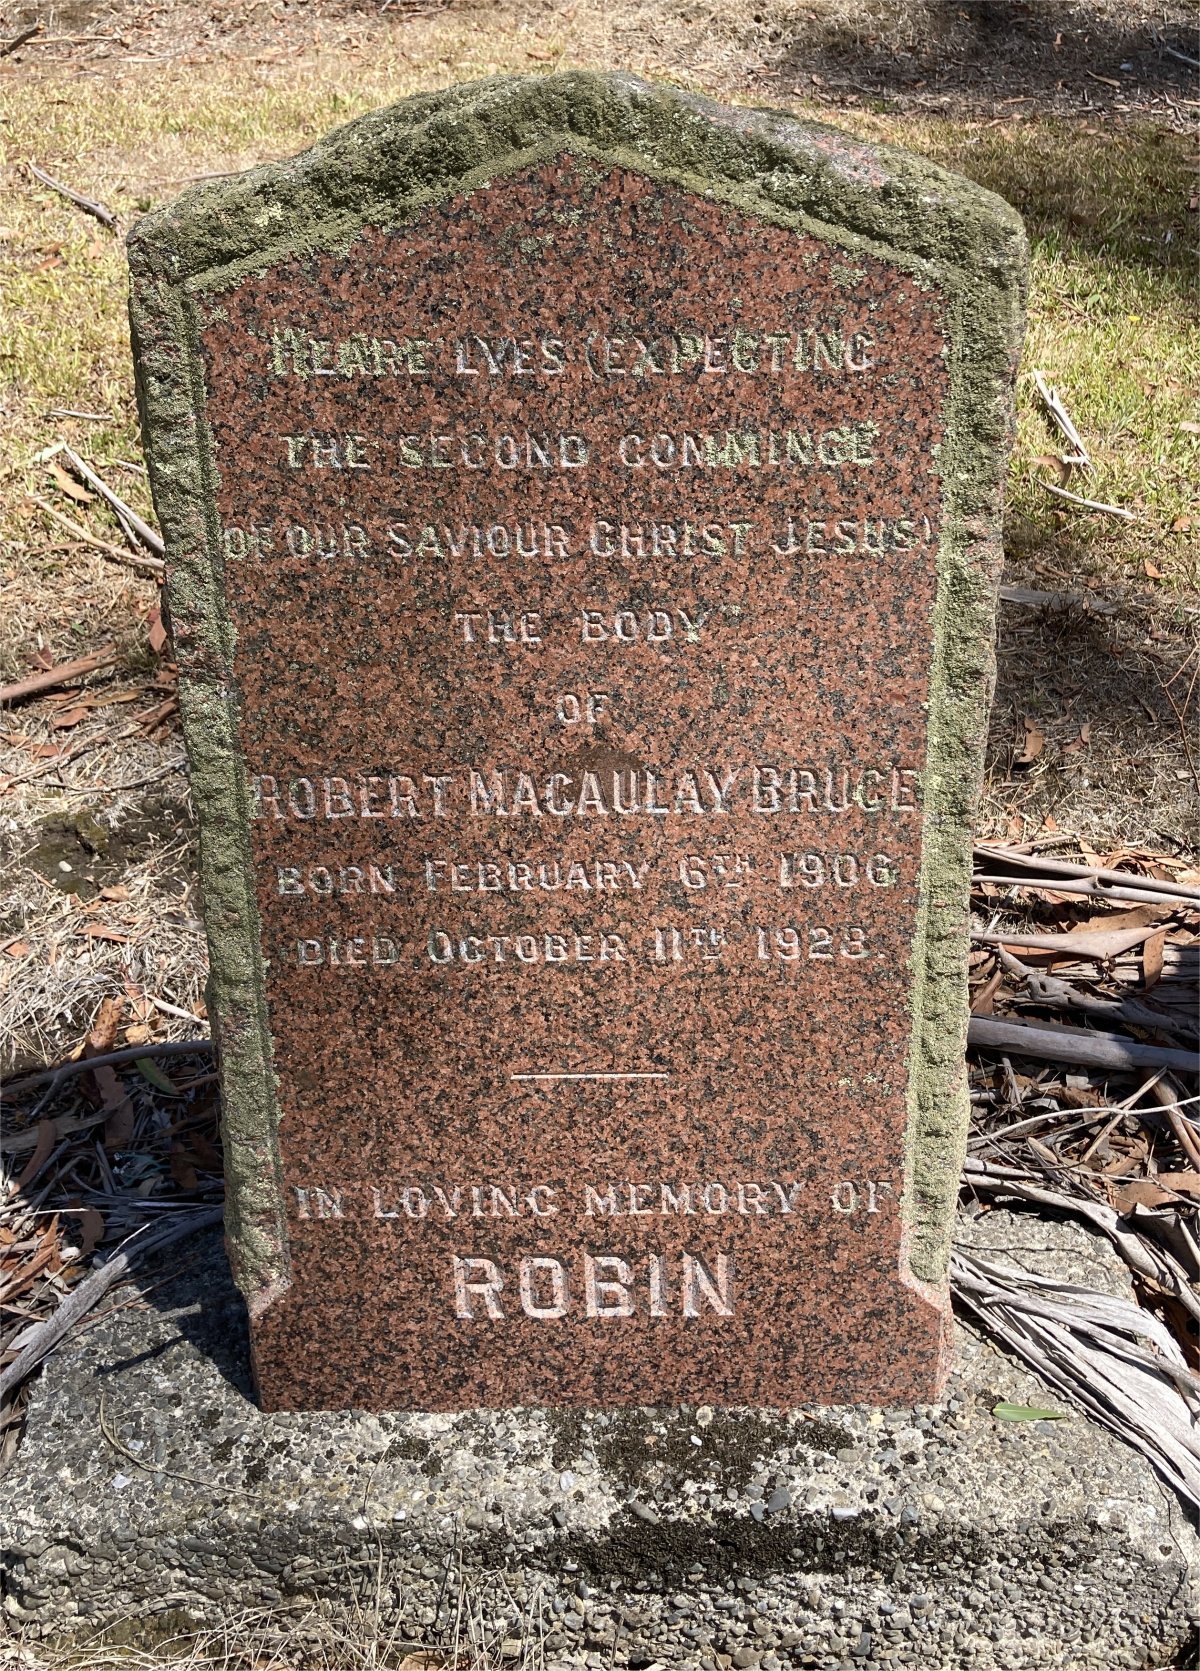 HEARE LYES (EXPECTING
THE SECOND COMMINGE
OF OUR SAVIOUR CHRIST JESUS)
THE BODY
OF
ROBERT MACAULAY BRUCE
BORN FEBRUARY 6TH 1906.
DIED OCTOBER 11TH 1928.
IN LOVING MEMORY OF
ROBIN